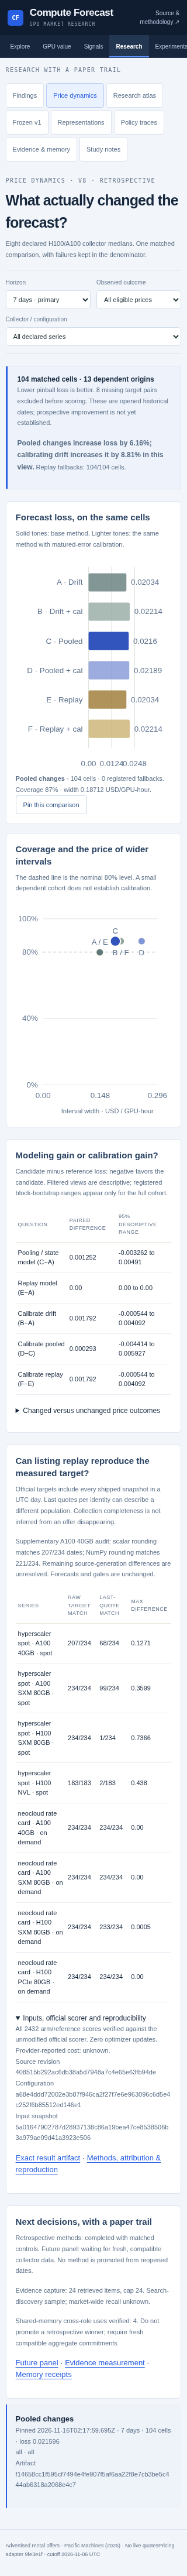 CF
Compute Forecast
GPU MARKET RESEARCH
Source &
methodology ↗
Explore GPU value Signals Research Experiments
RESEARCH WITH A PAPER TRAIL
Findings
Price dynamics
Research atlas
Frozen v1
Representations
Policy traces
Evidence & memory
Study notes
PRICE DYNAMICS · V8 · RETROSPECTIVE
What actually changed the
forecast?
Eight declared H100/A100 collector medians. One matched
comparison, with failures kept in the denominator.
Horizon
7 days · primary
Observed outcome
All eligible prices
Collector / configuration
All declared series
104 matched cells · 13 dependent origins
Lower pinball loss is better. 8 missing target pairs
excluded before scoring. These are opened historical
dates; prospective improvement is not yet
established.
Pooled changes increase loss by 6.16%;
calibrating drift increases it by 8.81% in this
view. Replay fallbacks: 104/104 cells.
Forecast loss, on the same cells
Solid tones: base method. Lighter tones: the same
method with matured-error calibration.
A · Drift 0.02034
B · Drift + cal 0.02214
C · Pooled 0.0216
D · Pooled + cal 0.02189
E · Replay 0.02034
F · Replay + cal 0.02214
0.00 0.0124 0.0248
Pooled changes · 104 cells · 0 registered fallbacks.
Coverage 87% · width 0.18712 USD/GPU-hour.
Pin this comparison
Coverage and the price of wider
intervals
The dashed line is the nominal 80% level. A small
dependent cohort does not establish calibration.
100%
C
A / E
80%
B / F
D
40%
0%
0.00 0.148 0.296
Interval width · USD / GPU-hour
Modeling gain or calibration gain?
Candidate minus reference loss: negative favors the
candidate. Filtered views are descriptive; registered
block-bootstrap ranges appear only for the full cohort.
QUESTION PAIRED DIFFERENCE 95% DESCRIPTIVE RANGE
Pooling / state model (C−A) 0.001252 -0.003262 to 0.00491
Replay model (E−A) 0.00 0.00 to 0.00
Calibrate drift (B−A) 0.001792 -0.000544 to 0.004092
Calibrate pooled (D−C) 0.000293 -0.004414 to 0.005927
Calibrate replay (F−E) 0.001792 -0.000544 to 0.004092
▶ Changed versus unchanged price outcomes
Can listing replay reproduce the
measured target?
Official targets include every shipped snapshot in a
UTC day. Last quotes per identity can describe a
different population. Collection completeness is not
inferred from an offer disappearing.
Supplementary A100 40GB audit: scalar rounding
matches 207/234 dates; NumPy rounding matches
221/234. Remaining source-generation differences are
unresolved. Forecasts and gates are unchanged.
SERIES RAW TARGET MATCH LAST-QUOTE MATCH MAX DIFFERENCE
hyperscaler spot · A100 40GB · spot 207/234 68/234 0.1271
hyperscaler spot · A100 SXM 80GB · spot 234/234 99/234 0.3599
hyperscaler spot · H100 SXM 80GB · spot 234/234 1/234 0.7366
hyperscaler spot · H100 NVL · spot 183/183 2/183 0.438
neocloud rate card · A100 40GB · on demand 234/234 234/234 0.00
neocloud rate card · A100 SXM 80GB · on demand 234/234 234/234 0.00
neocloud rate card · H100 SXM 80GB · on demand 234/234 233/234 0.0005
neocloud rate card · H100 PCIe 80GB · on demand 234/234 234/234 0.00
▼ Inputs, official scorer and reproducibility
All 2432 arm/reference scores verified against the
unmodified official scorer. Zero optimizer updates.
Provider-reported cost: unknown.
Source revision
408515b292ac6db38a5d7948a7c4e65e63fb94de
Configuration
a68e4ddd72002e3b87f946ca2f27f7e6e963096c6d5e4
c252f6b85512ed146e1
Input snapshot
5a01647902787d28937138c86a19bea47ce8538506b
3a979ae09d41a3923e506
Exact result artifact · Methods, attribution &
reproduction
Next decisions, with a paper trail
Retrospective methods: completed with matched
controls. Future panel: waiting for fresh, compatible
collector data. No method is promoted from reopened
dates.
Evidence capture: 24 retrieved items, cap 24. Search-
discovery sample; market-wide recall unknown.
Shared-memory cross-rule uses verified: 4. Do not
promote a retrospective winner; require fresh
compatible aggregate commitments
Future panel · Evidence measurement ·
Memory receipts
Pooled changes
Pinned 2026-11-16T02:17:59.695Z · 7 days · 104 cells
· loss 0.021596
all · all
Artifact
f14658cc1f595cf7494e4fe907f5af6aa22f8e7cb3be5c4
44ab6318a2068e4c7
Advertised rental offers · Pacific Machines (2026) · No live quotesPricing
adapter 9fc3e1f · cutoff 2026-11-06 UTC